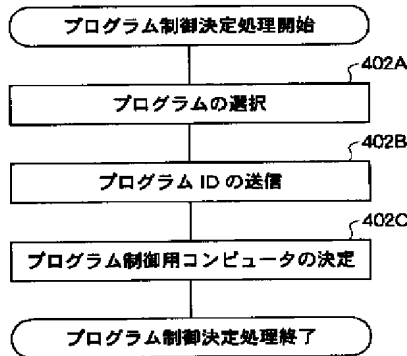 プログラム制御決定処理開始
402A
プログラムの選択
402B
プログラム ID の送信
402C
プログラム制御用コンピュータの決定
プログラム制御決定処理終了